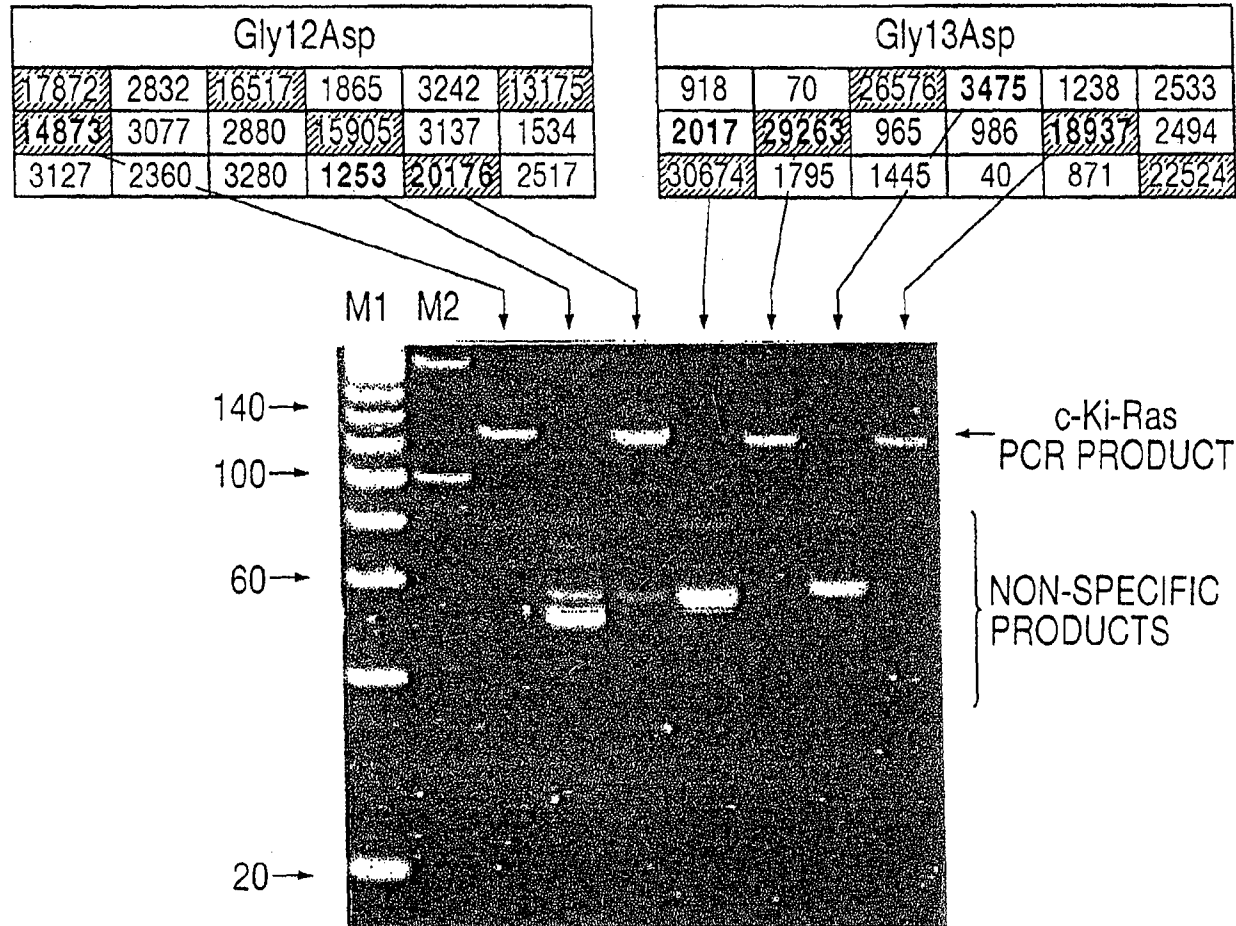 Gly12Asp
17872 2832 16517 1865 3242 13175
14873 3077 2880 15905 3137 1534
3127 2360 3280 1253 20176 2517
Gly13Asp
918 70 26576 3475 1238 2533
2017 29263 965 986 18937 2494
30674 1795 1445 40 871 22524
M1 M2
140
100
60
20
c-Ki-Ras
PCR PRODUCT
NON-SPECIFIC
PRODUCTS